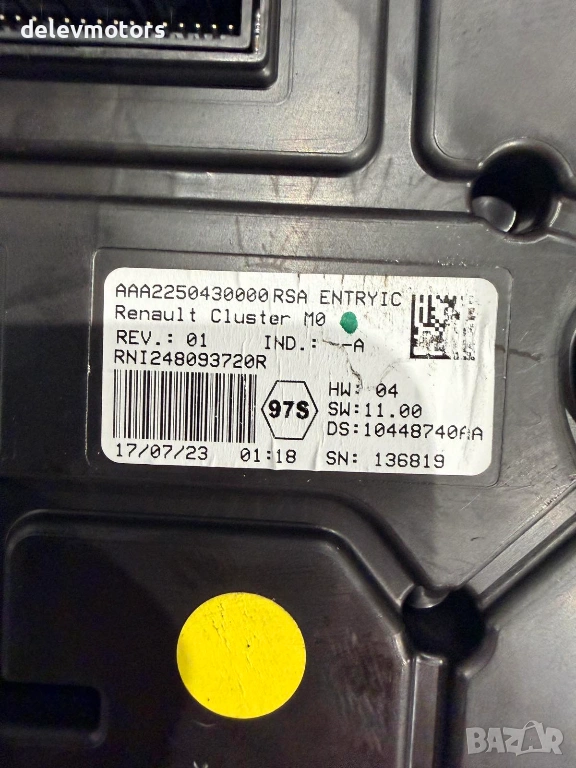 delevmotors
AAA2250430000 RSA ENTRYIC
Renault Cluster M0
REV.: 01 IND.: --A
RNI248093720R
97S
HW: 04
SW:11.00
DS:10448740AA
17/07/23 01:18 SN: 136819
BAZAR